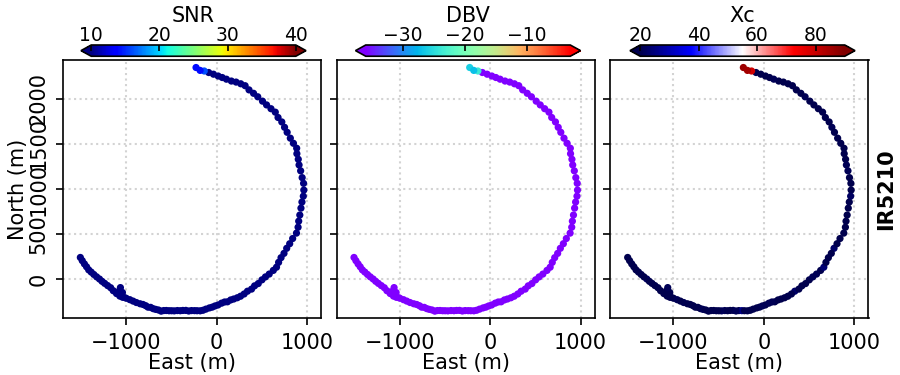 SNR DBV Xc
10 20 30 40 −30 −20 −10 20 40 60 80
2000
1500
1000
500
0
North (m)
IR5210
−1000 0 1000 −1000 0 1000 −1000 0 1000
East (m) East (m) East (m)